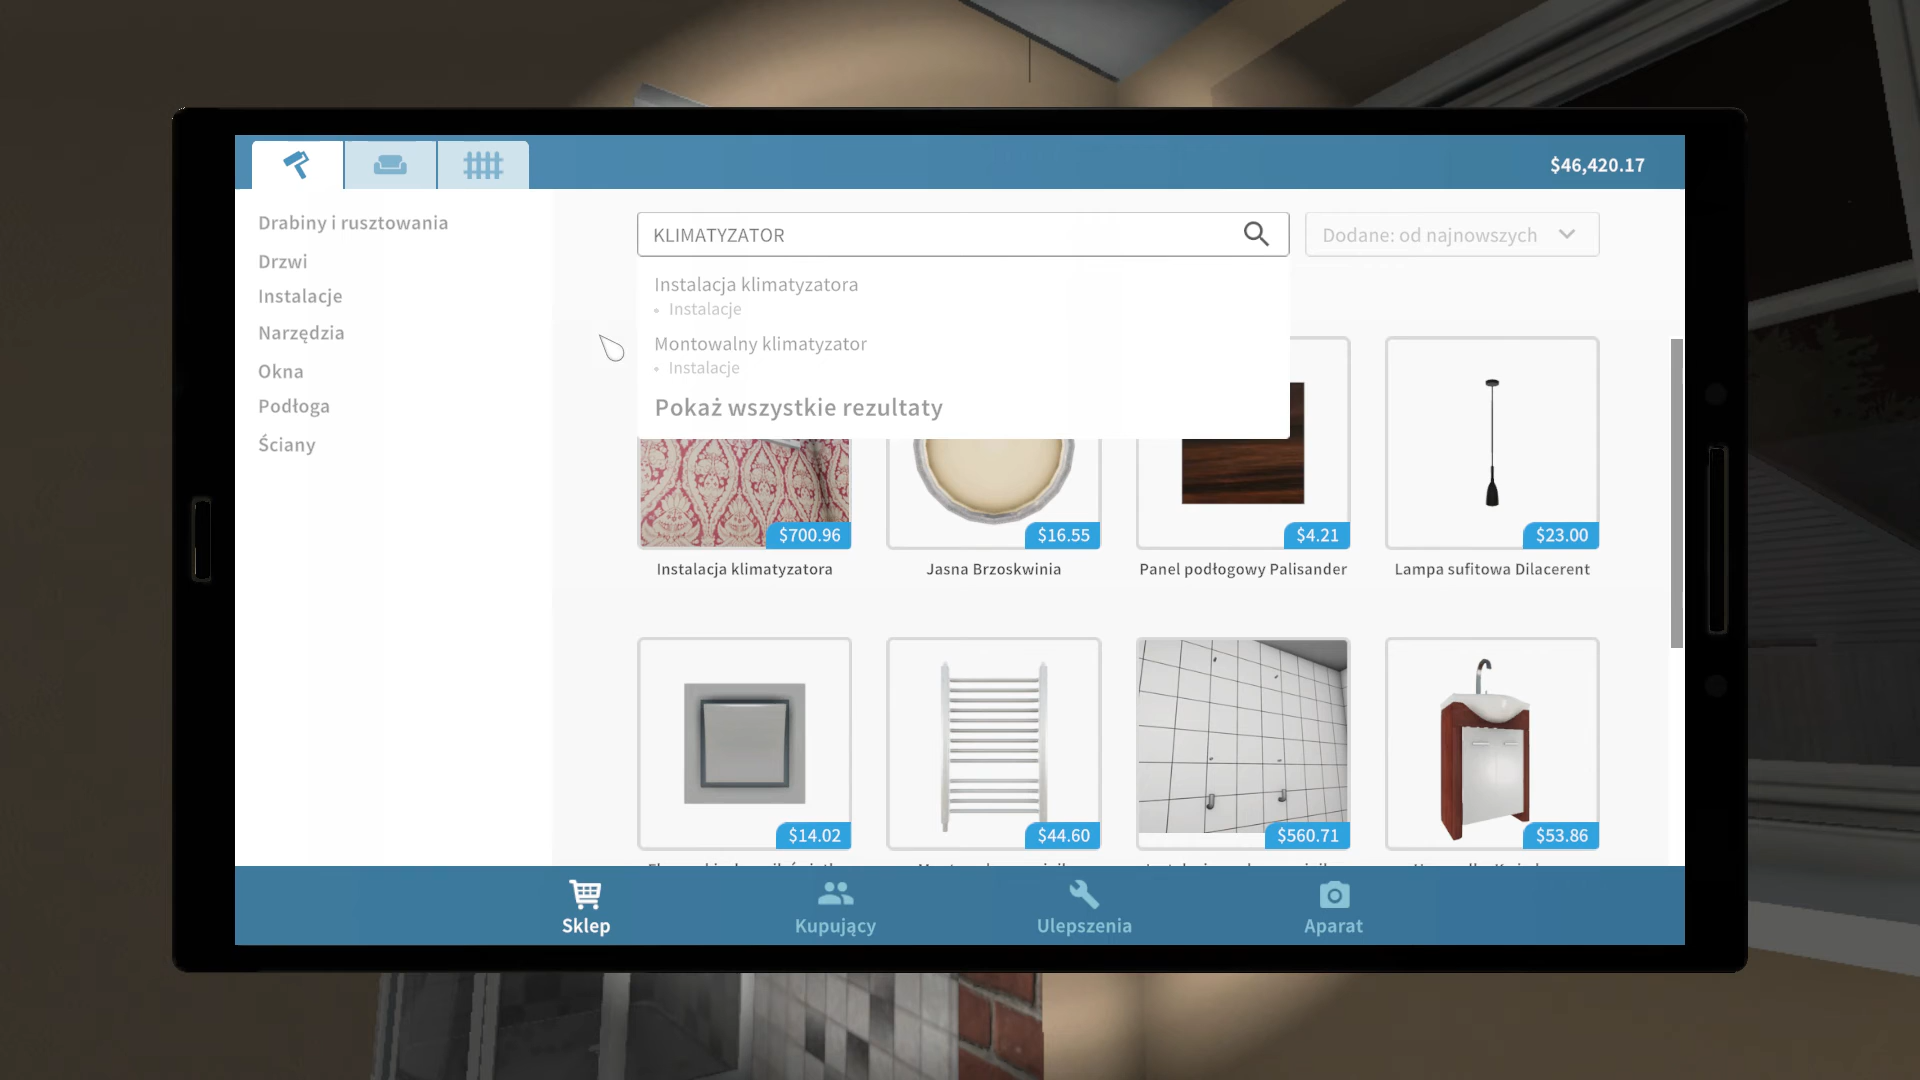 $46,420.17
Drabiny i rusztowania
Drzwi
Instalacje
Narzędzia
Okna
Podłoga
Ściany
KLIMATYZATOR
Dodane: od najnowszych
Instalacja klimatyzatora
• Instalacje
Montowalny klimatyzator
• Instalacje
Pokaż wszystkie rezultaty
$700.96
$16.55
$4.21
$23.00
Instalacja klimatyzatora
Jasna Brzoskwinia
Panel podłogowy Palisander
Lampa sufitowa Dilacerent
$14.02
$44.60
$560.71
$53.86
Sklep
Kupujący
Ulepszenia
Aparat